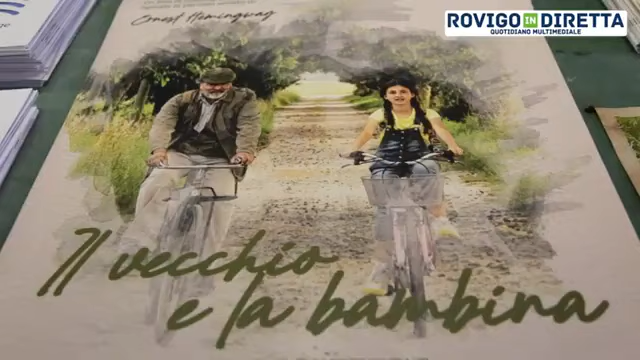 ROVIGO IN DIRETTA
QUOTIDIANO MULTIMEDIALE
Ernest Hemingway
Il vecchio
e la bambina